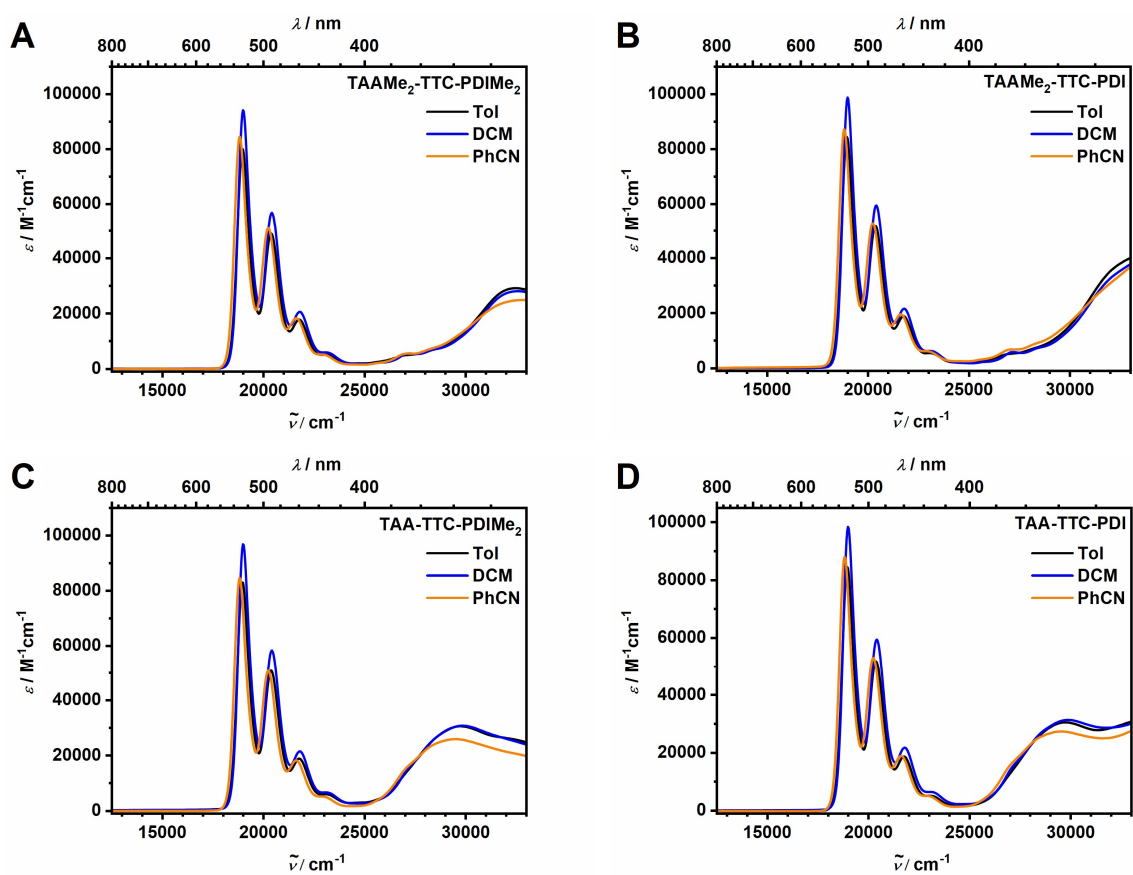 A
λ / nm
800 600 500 400
TAAMe₂-TTC-PDIMe₂
Tol
DCM
PhCN
100000
80000
60000
40000
20000
0
ε / M⁻¹cm⁻¹
15000 20000 25000 30000
ṽ / cm⁻¹
B
λ / nm
800 600 500 400
TAAMe₂-TTC-PDI
Tol
DCM
PhCN
100000
80000
60000
40000
20000
0
ε / M⁻¹cm⁻¹
15000 20000 25000 30000
ṽ / cm⁻¹
C
λ / nm
800 600 500 400
TAA-TTC-PDIMe₂
Tol
DCM
PhCN
100000
80000
60000
40000
20000
0
ε / M⁻¹cm⁻¹
15000 20000 25000 30000
ṽ / cm⁻¹
D
λ / nm
800 600 500 400
TAA-TTC-PDI
Tol
DCM
PhCN
100000
80000
60000
40000
20000
0
ε / M⁻¹cm⁻¹
15000 20000 25000 30000
ṽ / cm⁻¹